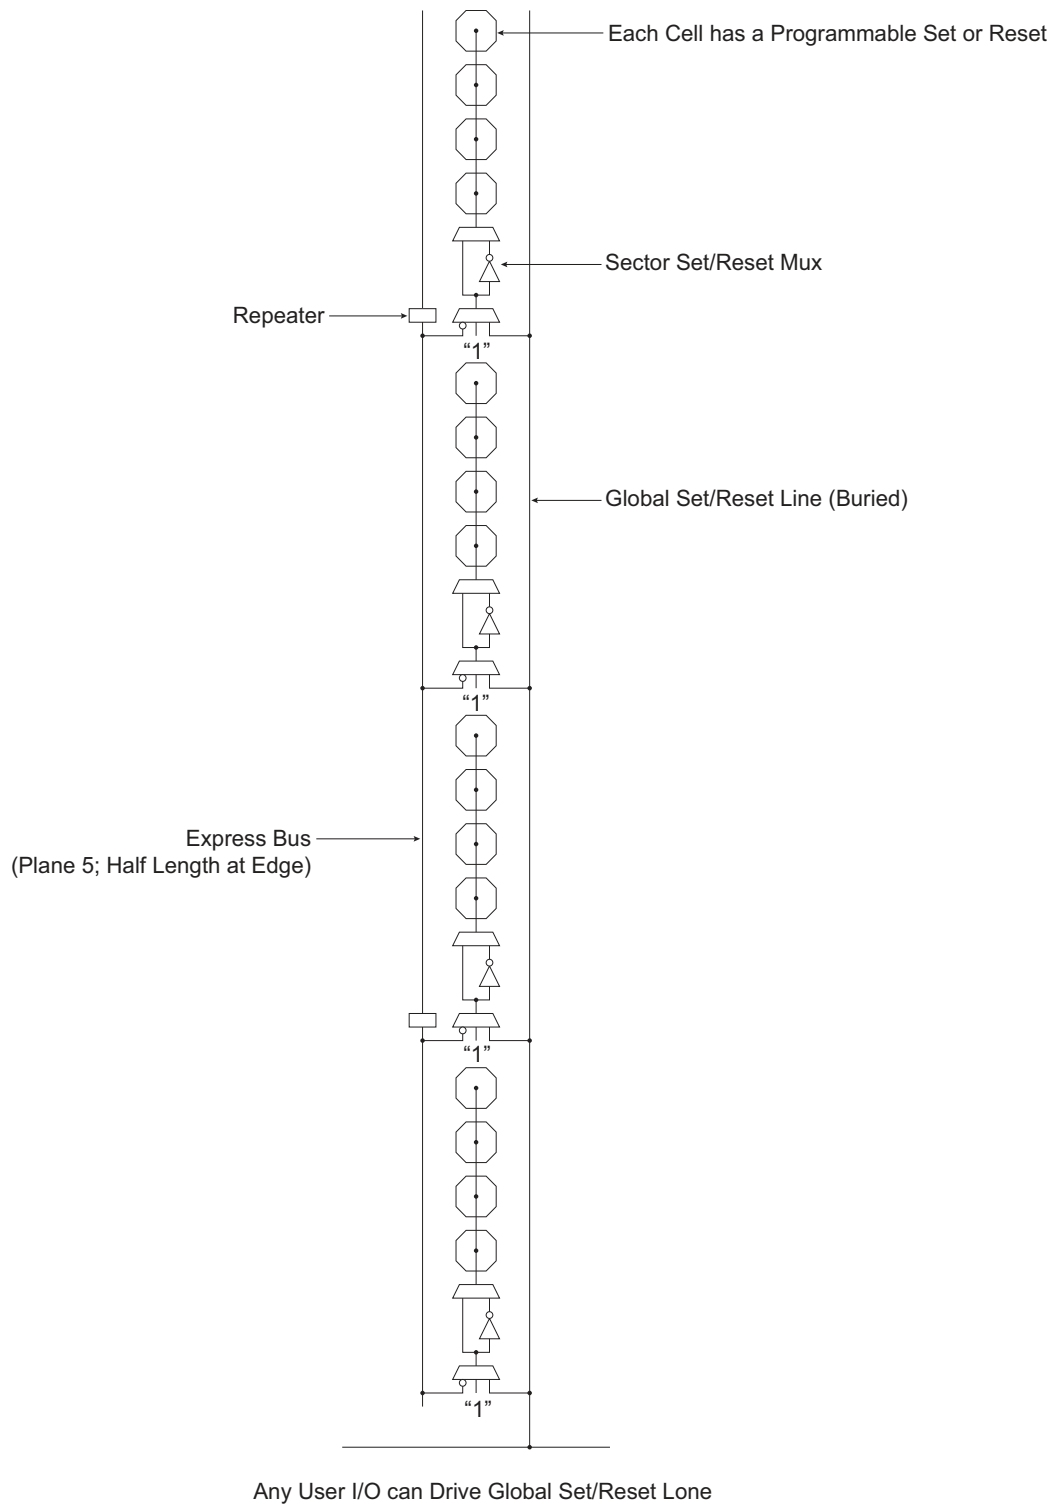 Each Cell has a Programmable Set or Reset
Sector Set/Reset Mux
Repeater
“1”
Global Set/Reset Line (Buried)
“1”
Express Bus
(Plane 5; Half Length at Edge)
“1”
“1”
Any User I/O can Drive Global Set/Reset Lone